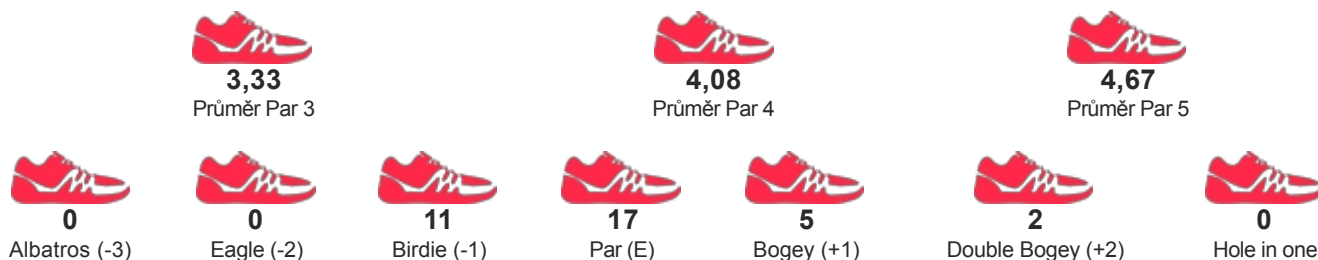 3,33
Průměr Par 3
4,08
Průměr Par 4
4,67
Průměr Par 5
0
Albatros (-3)
0
Eagle (-2)
11
Birdie (-1)
17
Par (E)
5
Bogey (+1)
2
Double Bogey (+2)
0
Hole in one